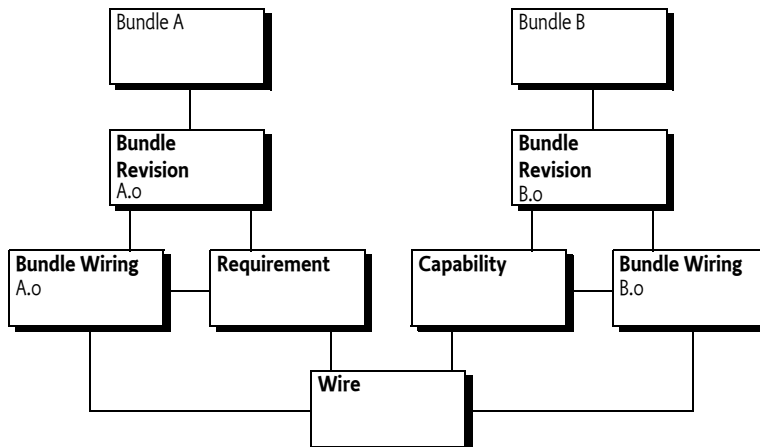 Bundle A
Bundle B
Bundle
Revision
A.0
Bundle
Revision
B.0
Bundle Wiring
A.0
Requirement
Capability
Bundle Wiring
B.0
Wire